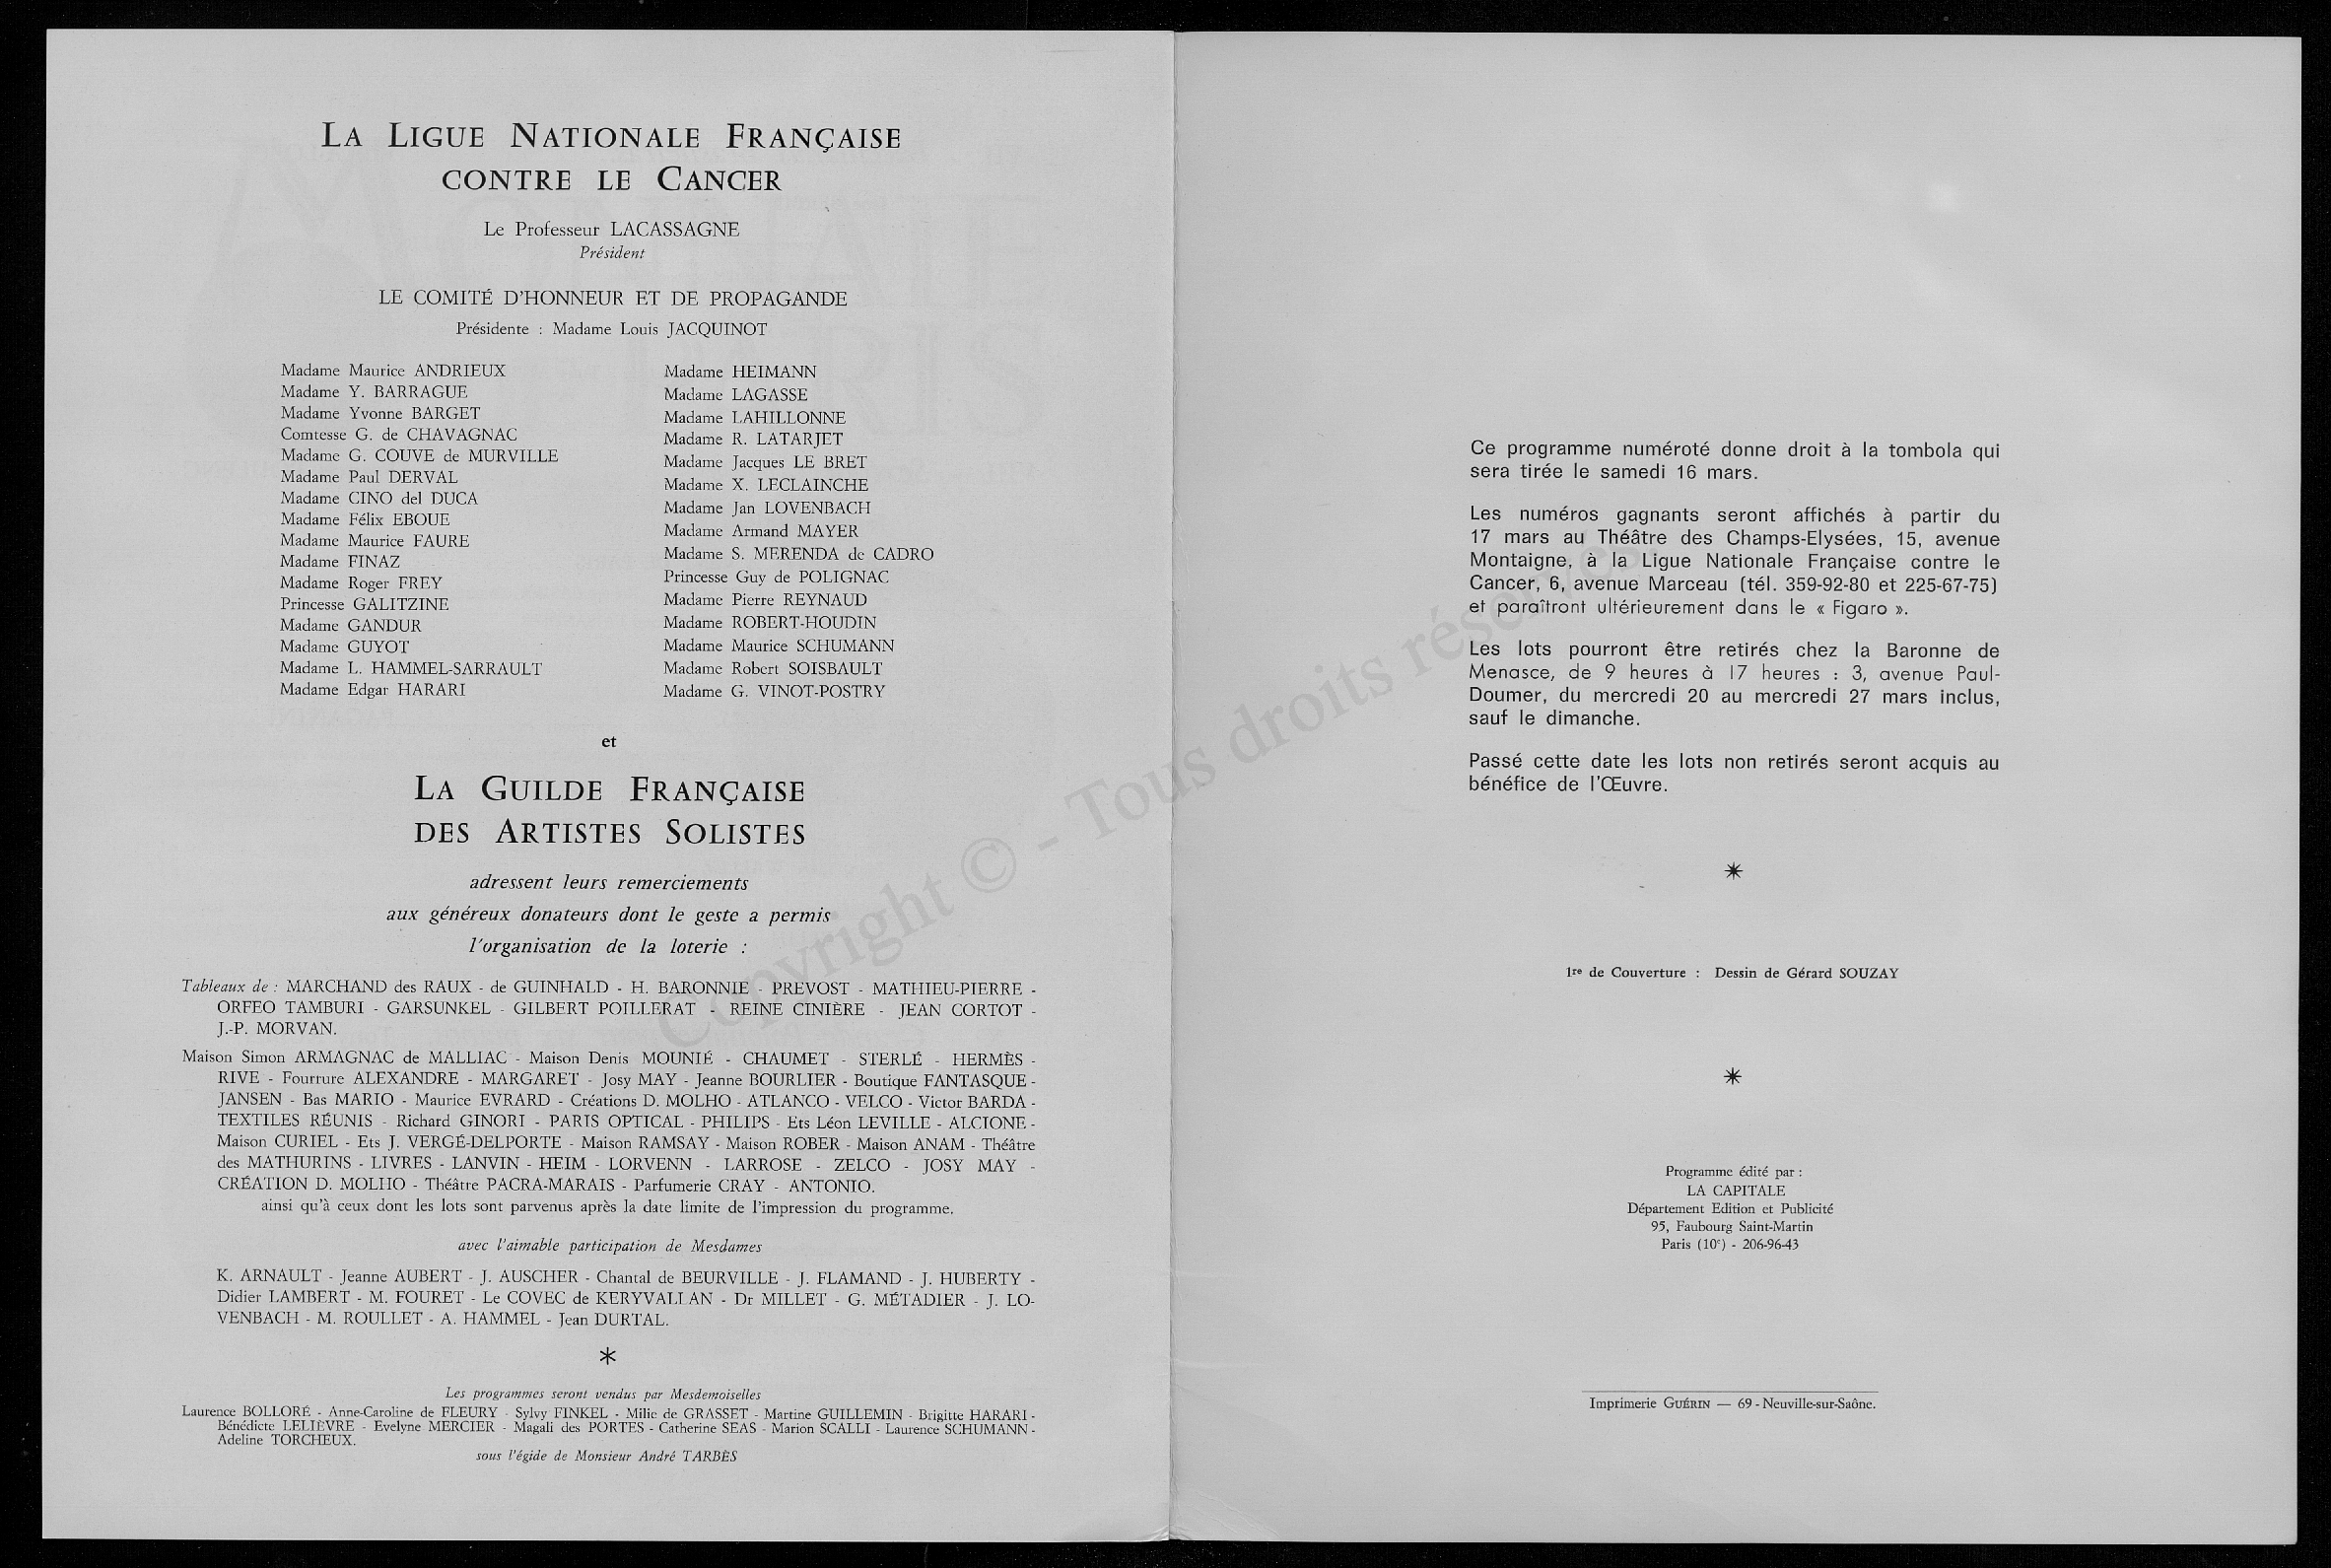 LA LIGUE NATIONALE FRANÇAISE
CONTRE LE CANCER
Le Professeur LACASSAGNE
Président
LE COMITÉ D'HONNEUR ET DE PROPAGANDE
Présidente : Madame Louis JACQUINOT
Madame Maurice ANDRIEUX
Madame Y. BARRAGUE
Madame Yvonne BARGET
Comtesse G. de CHAVAGNAC
Madame G. COUVE de MURVILLE
Madame Paul DERVAL
Madame CINO del DUCA
Madame Félix EBOUE
Madame Maurice FAURE
Madame FINAZ
Madame Roger FREY
Princesse GALITZINE
Madame GANDUR
Madame GUYOT
Madame L. HAMMEL-SARRAULT
Madame Edgar HARARI
Madame HEIMANN
Madame LAGASSE
Madame LAHILLONNE
Madame R. LATARJET
Madame Jacques LE BRET
Madame X. LECLAINCHE
Madame Jan LOVENBACH
Madame Armand MAYER
Madame S. MERENDA de CADRO
Princesse Guy de POLIGNAC
Madame Pierre REYNAUD
Madame ROBERT-HOUDIN
Madame Maurice SCHUMANN
Madame Robert SOISBAULT
Madame G. VINOT-POSTRY
et
LA GUILDE FRANÇAISE
DES ARTISTES SOLISTES
adressent leurs remerciements
aux généreux donateurs dont le geste a permis
l'organisation de la loterie :
Tableaux de : MARCHAND des RAUX - de GUINHALD - H. BARONNIE - PREVOST - MATHIEU-PIERRE -
ORFEO TAMBURI - GARSUNKEL - GILBERT POILLERAT - REINE CINIÈRE - JEAN CORTOT -
J.-P. MORVAN.
Maison Simon ARMAGNAC de MALLIAC - Maison Denis MOUNIÉ - CHAUMET - STERLÉ - HERMÈS -
RIVE - Fourrure ALEXANDRE - MARGARET - Josy MAY - Jeanne BOURLIER - Boutique FANTASQUE -
JANSEN - Bas MARIO - Maurice EVRARD - Créations D. MOLHO - ATLANCO - VELCO - Victor BARDA -
TEXTILES RÉUNIS - Richard GINORI - PARIS OPTICAL - PHILIPS - Ets Léon LEVILLE - ALCIONE -
Maison CURIEL - Ets J. VERGÉ-DELPORTE - Maison RAMSAY - Maison ROBER - Maison ANAM - Théâtre
des MATHURINS - LIVRES - LANVIN - HEIM - LORVENN - LARROSE - ZELCO - JOSY MAY -
CRÉATION D. MOLHO - Théâtre PACRA-MARAIS - Parfumerie CRAY - ANTONIO.
ainsi qu'à ceux dont les lots sont parvenus après la date limite de l'impression du programme.
avec l'aimable participation de Mesdames
K. ARNAULT - Jeanne AUBERT - J. AUSCHER - Chantal de BEURVILLE - J. FLAMAND - J. HUBERTY -
Didier LAMBERT - M. FOURET - Le COVEC de KERYVALLAN - Dr MILLET - G. MÉTADIER - J. LO-
VENBACH - M. ROULLET - A. HAMMEL - Jean DURTAL.
*
Les programmes seront vendus par Mesdemoiselles
Laurence BOLLORÉ - Anne-Caroline de FLEURY - Sylvy FINKEL - Milie de GRASSET - Martine GUILLEMIN - Brigitte HARARI -
Bénédicte LELIÈVRE - Evelyne MERCIER - Magali des PORTES - Catherine SEAS - Marion SCALLI - Laurence SCHUMANN -
Adeline TORCHEUX.
sous l'égide de Monsieur André TARBÈS
Ce programme numéroté donne droit à la tombola qui
sera tirée le samedi 16 mars.
Les numéros gagnants seront affichés à partir du
17 mars au Théâtre des Champs-Elysées, 15, avenue
Montaigne, à la Ligue Nationale Française contre le
Cancer, 6, avenue Marceau (tél. 359-92-80 et 225-67-75)
et paraîtront ultérieurement dans le « Figaro ».
Les lots pourront être retirés chez la Baronne de
Menasce, de 9 heures à 17 heures : 3, avenue Paul-
Doumer, du mercredi 20 au mercredi 27 mars inclus,
sauf le dimanche.
Passé cette date les lots non retirés seront acquis au
bénéfice de l'Œuvre.
*
1re de Couverture : Dessin de Gérard SOUZAY
*
Programme édité par :
LA CAPITALE
Département Edition et Publicité
95, Faubourg Saint-Martin
Paris (10e) - 206-96-43
Imprimerie GUÉRIN — 69 - Neuville-sur-Saône.
Copyright © - Tous droits réservés